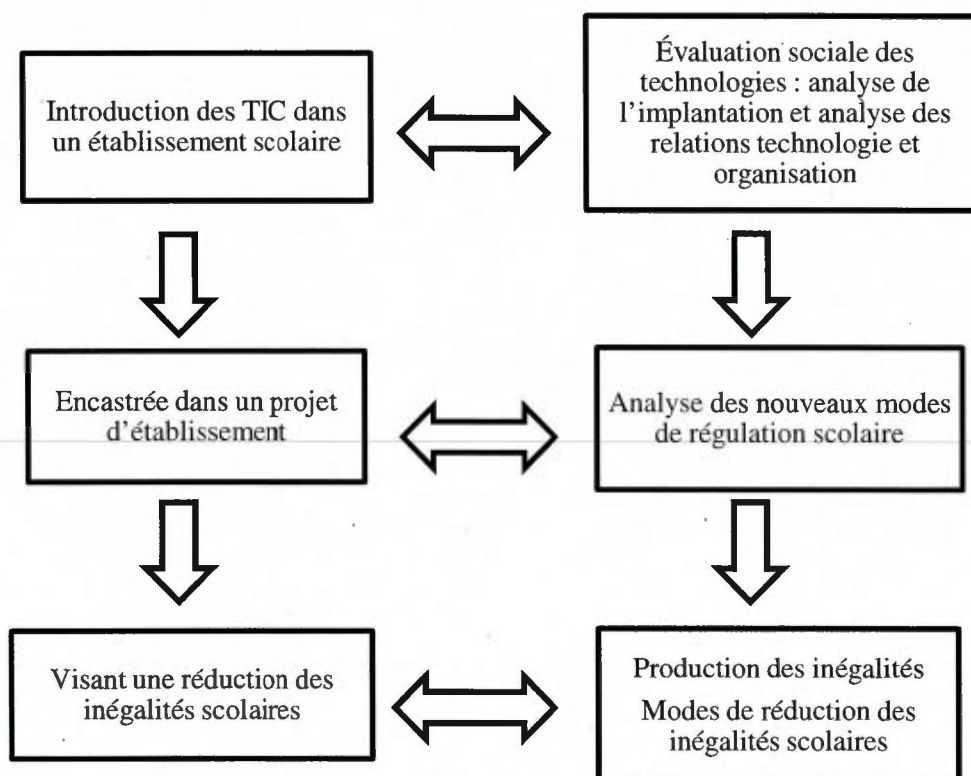 Introduction des TIC dans
un établissement scolaire
Évaluation sociale des
technologies : analyse de
l'implantation et analyse des
relations technologie et
organisation
Encastrée dans un projet
d'établissement
Analyse des nouveaux modes
de régulation scolaire
Visant une réduction des
inégalités scolaires
Production des inégalités
Modes de réduction des
inégalités scolaires